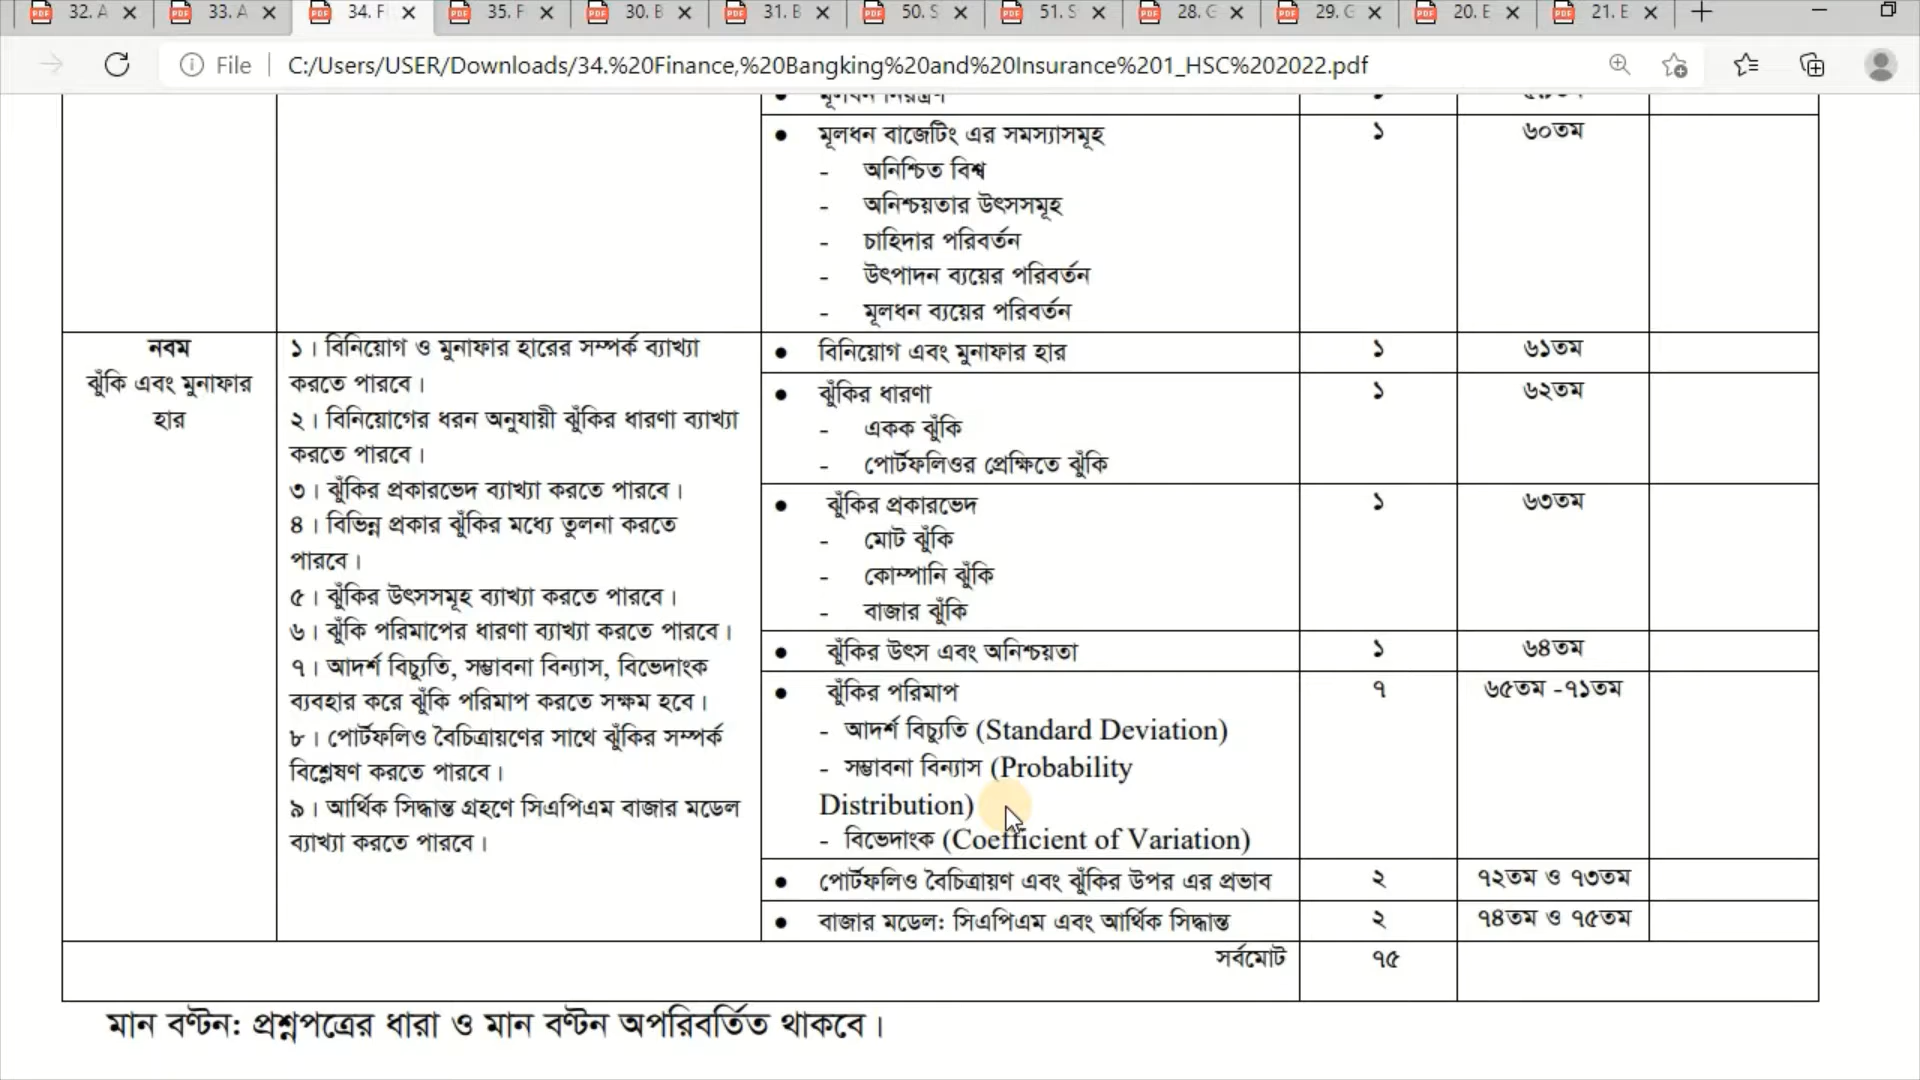 32. A
33. A
34. F
35. F
30. B
31. B
50. S
51. S
28. G
29. G
20. E
21. E
File
C:/Users/USER/Downloads/34.%20Finance,%20Bangking%20and%20Insurance%201_HSC%202022.pdf
● মূলধন বাজেটিং এর সমস্যাসমূহ ১ ৬০তম
- অনিশ্চিত বিশ্ব
- অনিশ্চয়তার উৎসসমূহ
- চাহিদার পরিবর্তন
- উৎপাদন ব্যয়ের পরিবর্তন
- মূলধন ব্যয়ের পরিবর্তন
নবম
ঝুঁকি এবং মুনাফার
হার
১। বিনিয়োগ ও মুনাফার হারের সম্পর্ক ব্যাখ্যা
করতে পারবে।
২। বিনিয়োগের ধরন অনুযায়ী ঝুঁকির ধারণা ব্যাখ্যা
করতে পারবে।
৩। ঝুঁকির প্রকারভেদ ব্যাখ্যা করতে পারবে।
৪। বিভিন্ন প্রকার ঝুঁকির মধ্যে তুলনা করতে
পারবে।
৫। ঝুঁকির উৎসসমূহ ব্যাখ্যা করতে পারবে।
৬। ঝুঁকি পরিমাপের ধারণা ব্যাখ্যা করতে পারবে।
৭। আদর্শ বিচ্যুতি, সম্ভাবনা বিন্যাস, বিভেদাংক
ব্যবহার করে ঝুঁকি পরিমাপ করতে সক্ষম হবে।
৮। পোর্টফলিও বৈচিত্রায়ণের সাথে ঝুঁকির সম্পর্ক
বিশ্লেষণ করতে পারবে।
৯। আর্থিক সিদ্ধান্ত গ্রহণে সিএপিএম বাজার মডেল
ব্যাখ্যা করতে পারবে।
● বিনিয়োগ এবং মুনাফার হার ১ ৬১তম
● ঝুঁকির ধারণা ১ ৬২তম
- একক ঝুঁকি
- পোর্টফলিওর প্রেক্ষিতে ঝুঁকি
● ঝুঁকির প্রকারভেদ ১ ৬৩তম
- মোট ঝুঁকি
- কোম্পানি ঝুঁকি
- বাজার ঝুঁকি
● ঝুঁকির উৎস এবং অনিশ্চয়তা ১ ৬৪তম
● ঝুঁকির পরিমাপ ৭ ৬৫তম -৭১তম
- আদর্শ বিচ্যুতি (Standard Deviation)
- সম্ভাবনা বিন্যাস (Probability
Distribution)
- বিভেদাংক (Coefficient of Variation)
● পোর্টফলিও বৈচিত্রায়ণ এবং ঝুঁকির উপর এর প্রভাব ২ ৭২তম ও ৭৩তম
● বাজার মডেল: সিএপিএম এবং আর্থিক সিদ্ধান্ত ২ ৭৪তম ও ৭৫তম
সর্বমোট ৭৫
মান বণ্টন: প্রশ্নপত্রের ধারা ও মান বণ্টন অপরিবর্তিত থাকবে।